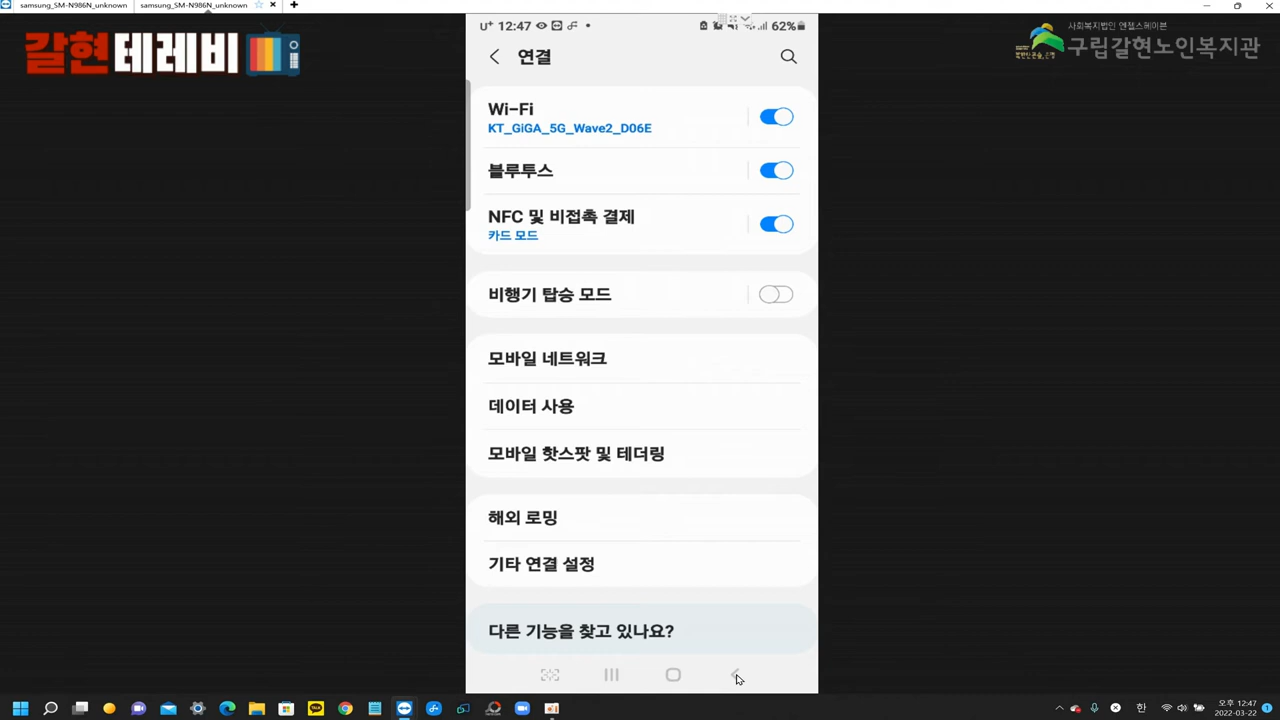 samsung_SM-N986N_unknown
samsung_SM-N986N_unknown
갈현테레비
사회복지법인 엔젤스헤이븐
구립갈현노인복지관
U+ 12:47
62%
연결
Wi-Fi
KT_GiGA_5G_Wave2_D06E
블루투스
NFC 및 비접촉 결제
카드 모드
비행기 탑승 모드
모바일 네트워크
데이터 사용
모바일 핫스팟 및 테더링
해외 로밍
기타 연결 설정
다른 기능을 찾고 있나요?
TALK
한
오후 12:47
2022-03-22